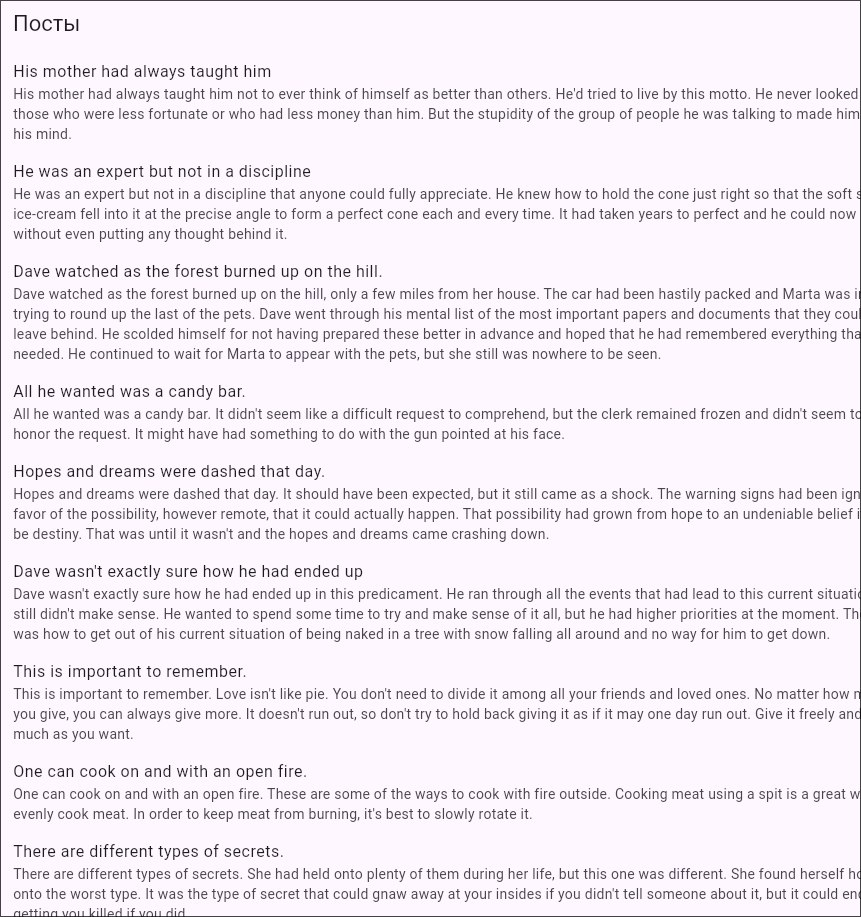 Посты
His mother had always taught him
His mother had always taught him not to ever think of himself as better than others. He'd tried to live by this motto. He never looked
those who were less fortunate or who had less money than him. But the stupidity of the group of people he was talking to made him
his mind.
He was an expert but not in a discipline
He was an expert but not in a discipline that anyone could fully appreciate. He knew how to hold the cone just right so that the soft
ice-cream fell into it at the precise angle to form a perfect cone each and every time. It had taken years to perfect and he could now
without even putting any thought behind it.
Dave watched as the forest burned up on the hill.
Dave watched as the forest burned up on the hill, only a few miles from her house. The car had been hastily packed and Marta was
trying to round up the last of the pets. Dave went through his mental list of the most important papers and documents that they
leave behind. He scolded himself for not having prepared these better in advance and hoped that he had remembered everything
needed. He continued to wait for Marta to appear with the pets, but she still was nowhere to be seen.
All he wanted was a candy bar.
All he wanted was a candy bar. It didn't seem like a difficult request to comprehend, but the clerk remained frozen and didn't seem to
honor the request. It might have had something to do with the gun pointed at his face.
Hopes and dreams were dashed that day.
Hopes and dreams were dashed that day. It should have been expected, but it still came as a shock. The warning signs had been
favor of the possibility, however remote, that it could actually happen. That possibility had grown from hope to an undeniable belief
be destiny. That was until it wasn't and the hopes and dreams came crashing down.
Dave wasn't exactly sure how he had ended up
Dave wasn't exactly sure how he had ended up in this predicament. He ran through all the events that had lead to this current
still didn't make sense. He wanted to spend some time to try and make sense of it all, but he had higher priorities at the moment.
was how to get out of his current situation of being naked in a tree with snow falling all around and no way for him to get down.
This is important to remember.
This is important to remember. Love isn't like pie. You don't need to divide it among all your friends and loved ones. No matter how
you give, you can always give more. It doesn't run out, so don't try to hold back giving it as if it may one day run out. Give it freely and
much as you want.
One can cook on and with an open fire.
One can cook on and with an open fire. These are some of the ways to cook with fire outside. Cooking meat using a spit is a great
evenly cook meat. In order to keep meat from burning, it's best to slowly rotate it.
There are different types of secrets.
There are different types of secrets. She had held onto plenty of them during her life, but this one was different. She found herself
onto the worst type. It was the type of secret that could gnaw away at your insides if you didn't tell someone about it, but it could
getting you killed if you did.